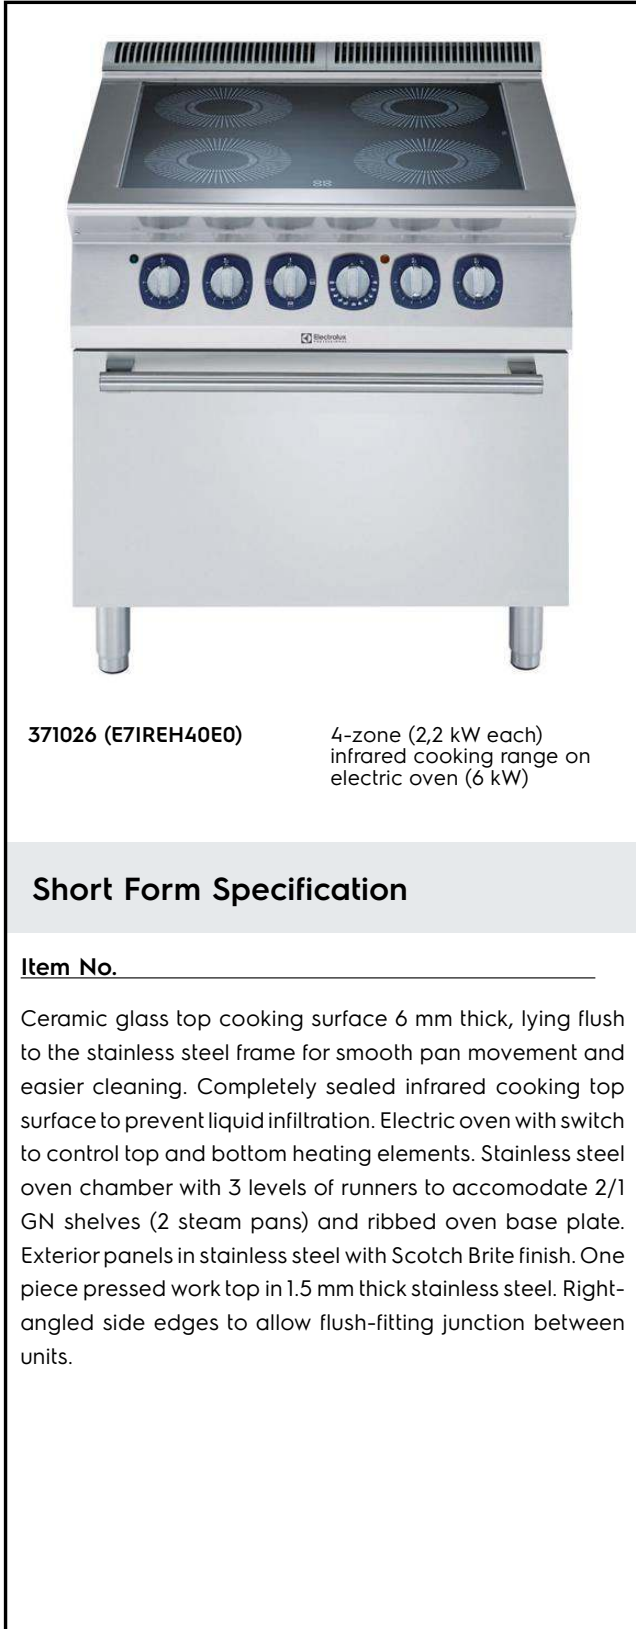 Electrolux
PROFESSIONAL
371026 (E7IREH40E0)
4-zone (2,2 kW each)
infrared cooking range on
electric oven (6 kW)
Short Form Specification
Item No.
Ceramic glass top cooking surface 6 mm thick, lying flush
to the stainless steel frame for smooth pan movement and
easier cleaning. Completely sealed infrared cooking top
surface to prevent liquid infiltration. Electric oven with switch
to control top and bottom heating elements. Stainless steel
oven chamber with 3 levels of runners to accomodate 2/1
GN shelves (2 steam pans) and ribbed oven base plate.
Exterior panels in stainless steel with Scotch Brite finish. One
piece pressed work top in 1.5 mm thick stainless steel. Right-
angled side edges to allow flush-fitting junction between
units.